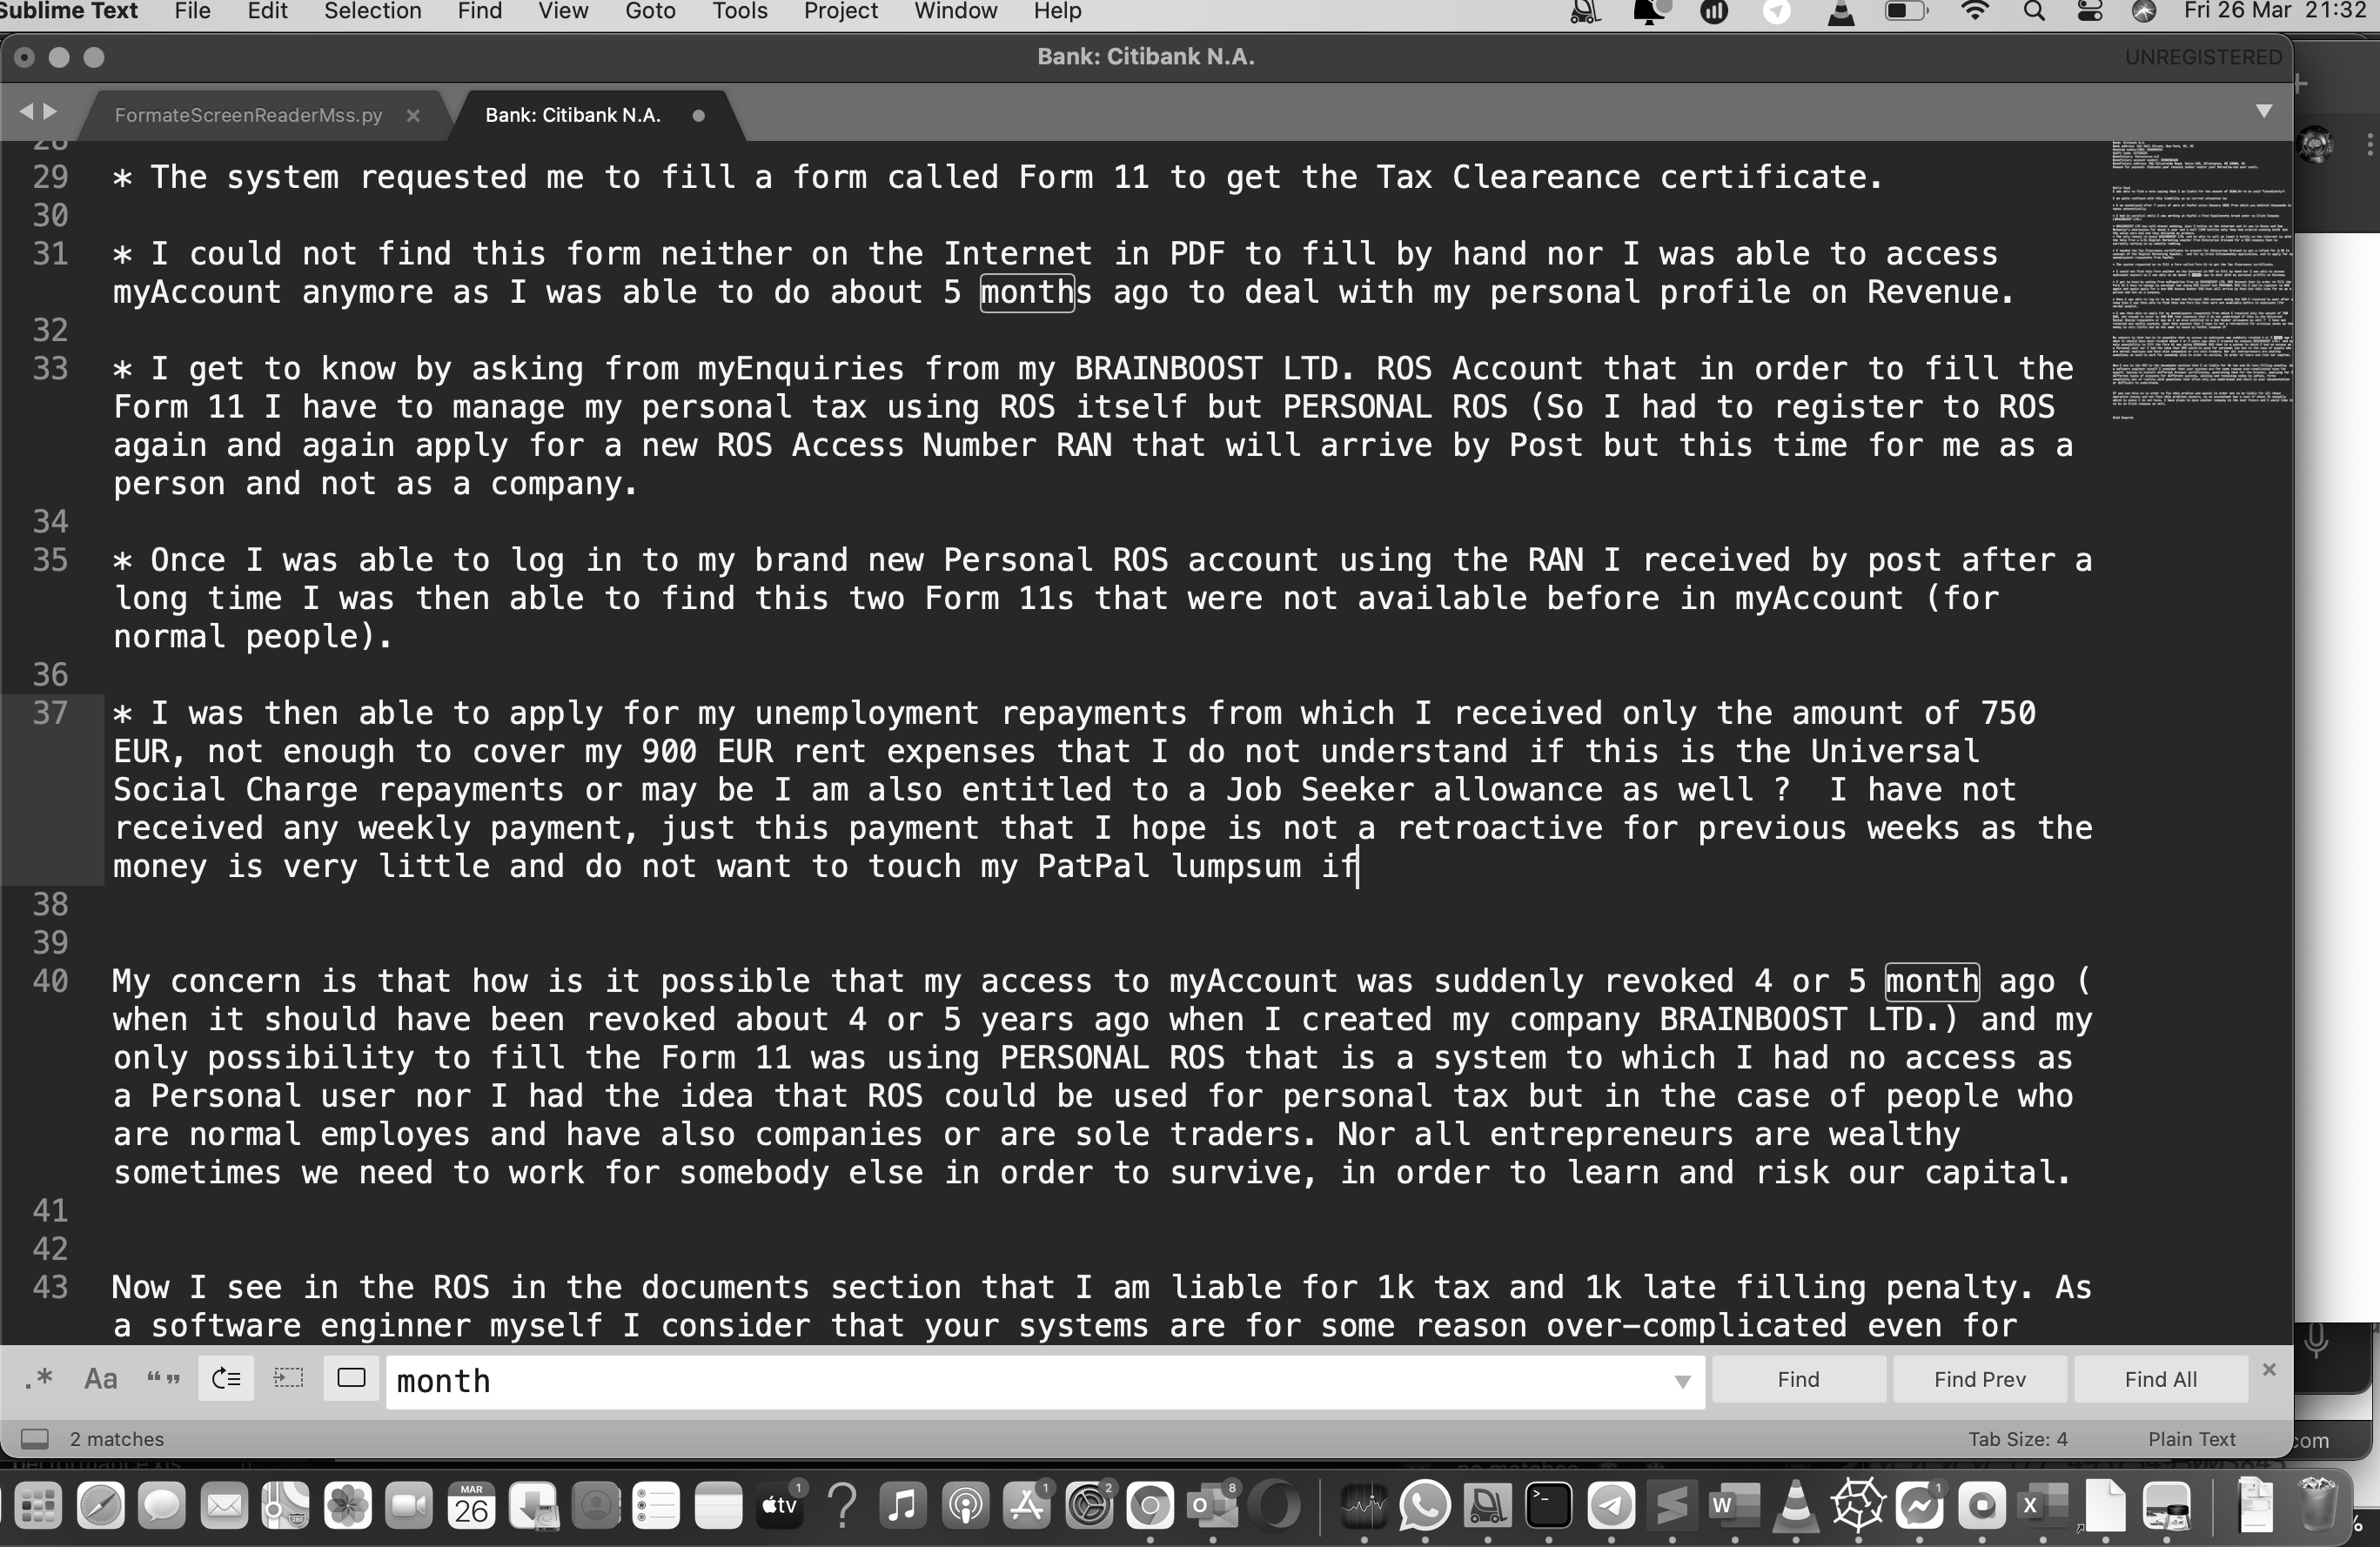 Sublime Text File Edit Selection Find View Goto Tools Project Window Help Fri 26 Mar 21:32
Bank: Citibank N.A. UNREGISTERED
FormateScreenReaderMss.py Bank: Citibank N.A.
28
29 * The system requested me to fill a form called Form 11 to get the Tax Cleareance certificate.
30
31 * I could not find this form neither on the Internet in PDF to fill by hand nor I was able to access
myAccount anymore as I was able to do about 5 months ago to deal with my personal profile on Revenue.
32
33 * I get to know by asking from myEnquiries from my BRAINBOOST LTD. ROS Account that in order to fill the
Form 11 I have to manage my personal tax using ROS itself but PERSONAL ROS (So I had to register to ROS
again and again apply for a new ROS Access Number RAN that will arrive by Post but this time for me as a
person and not as a company.
34
35 * Once I was able to log in to my brand new Personal ROS account using the RAN I received by post after a
long time I was then able to find this two Form 11s that were not available before in myAccount (for
normal people).
36
37 * I was then able to apply for my unemployment repayments from which I received only the amount of 750
EUR, not enough to cover my 900 EUR rent expenses that I do not understand if this is the Universal
Social Charge repayments or may be I am also entitled to a Job Seeker allowance as well ?  I have not
received any weekly payment, just this payment that I hope is not a retroactive for previous weeks as the
money is very little and do not want to touch my PatPal lumpsum if
38
39
40 My concern is that how is it possible that my access to myAccount was suddenly revoked 4 or 5 month ago (
when it should have been revoked about 4 or 5 years ago when I created my company BRAINBOOST LTD.) and my
only possibility to fill the Form 11 was using PERSONAL ROS that is a system to which I had no access as
a Personal user nor I had the idea that ROS could be used for personal tax but in the case of people who
are normal employes and have also companies or are sole traders. Nor all entrepreneurs are wealthy
sometimes we need to work for somebody else in order to survive, in order to learn and risk our capital.
41
42
43 Now I see in the ROS in the documents section that I am liable for 1k tax and 1k late filling penalty. As
a software enginner myself I consider that your systems are for some reason over-complicated even for
.* Aa “” month Find Find Prev Find All
2 matches Tab Size: 4 Plain Text
com
MAR
26
tv